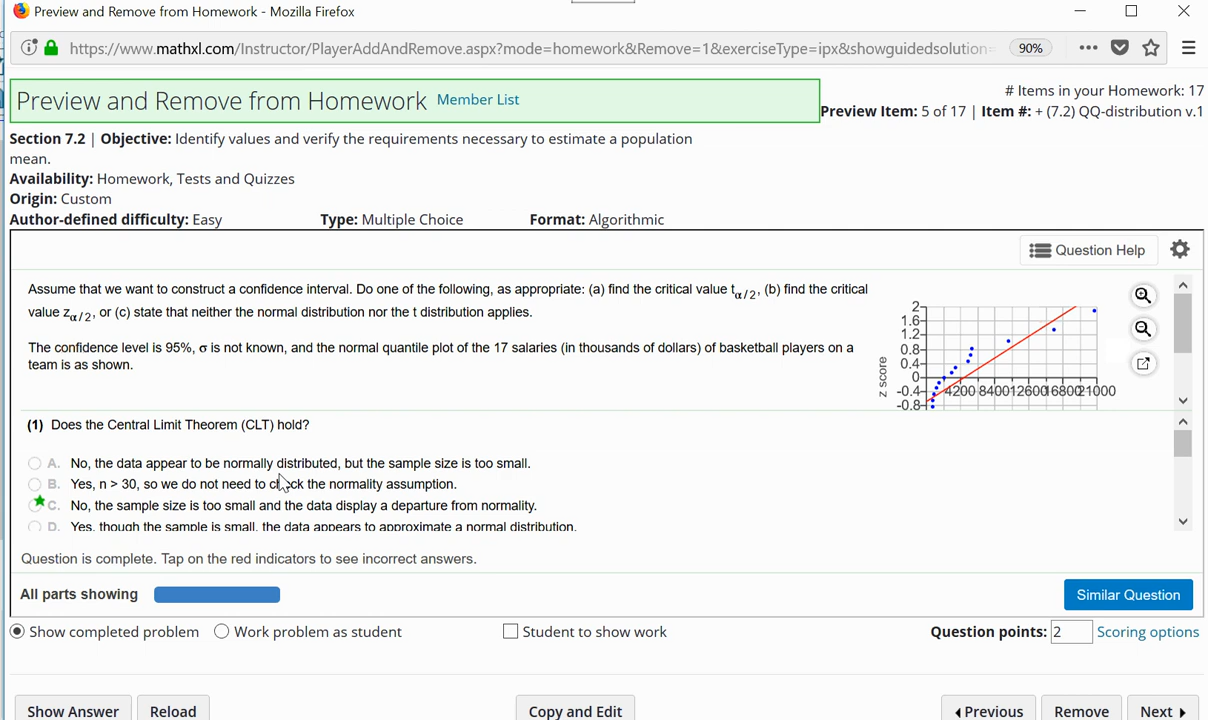 Preview and Remove from Homework - Mozilla Firefox
https://www.mathxl.com/Instructor/PlayerAddAndRemove.aspx?mode=homework&Remove=1&exerciseType=ipx&showguidedsolution= 90%
Preview and Remove from Homework Member List
# Items in your Homework: 17
Preview Item: 5 of 17 | Item #: + (7.2) QQ-distribution v.1
Section 7.2 | Objective: Identify values and verify the requirements necessary to estimate a population
mean.
Availability: Homework, Tests and Quizzes
Origin: Custom
Author-defined difficulty: Easy Type: Multiple Choice Format: Algorithmic
Question Help
Assume that we want to construct a confidence interval. Do one of the following, as appropriate: (a) find the critical value tα/2, (b) find the critical
value zα/2, or (c) state that neither the normal distribution nor the t distribution applies.
The confidence level is 95%, σ is not known, and the normal quantile plot of the 17 salaries (in thousands of dollars) of basketball players on a
team is as shown.
z score
2
1.6
1.2
0.8
0.4
0
-0.4
-0.8
4200 8400 12600 16800 21000
(1) Does the Central Limit Theorem (CLT) hold?
A. No, the data appear to be normally distributed, but the sample size is too small.
B. Yes, n > 30, so we do not need to check the normality assumption.
C. No, the sample size is too small and the data display a departure from normality.
D. Yes, though the sample is small, the data appears to approximate a normal distribution.
Question is complete. Tap on the red indicators to see incorrect answers.
All parts showing
Similar Question
Show completed problem Work problem as student Student to show work Question points: 2 Scoring options
Show Answer Reload Copy and Edit Previous Remove Next